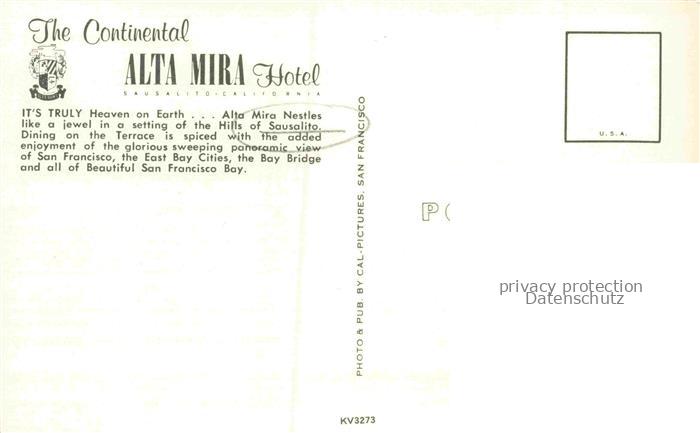 The Continental
ALTA MIRA Hotel
SAUSALITO-CALIFORNIA
IT'S TRULY Heaven on Earth . . . Alta Mira Nestles
like a jewel in a setting of the Hills of Sausalito.
Dining on the Terrace is spiced with the added
enjoyment of the glorious sweeping panoramic view
of San Francisco, the East Bay Cities, the Bay Bridge
and all of Beautiful San Francisco Bay.
PHOTO & PUB. BY CAL-PICTURES, SAN FRANCISCO
U.S.A.
P
privacy protection
Datenschutz
KV3273